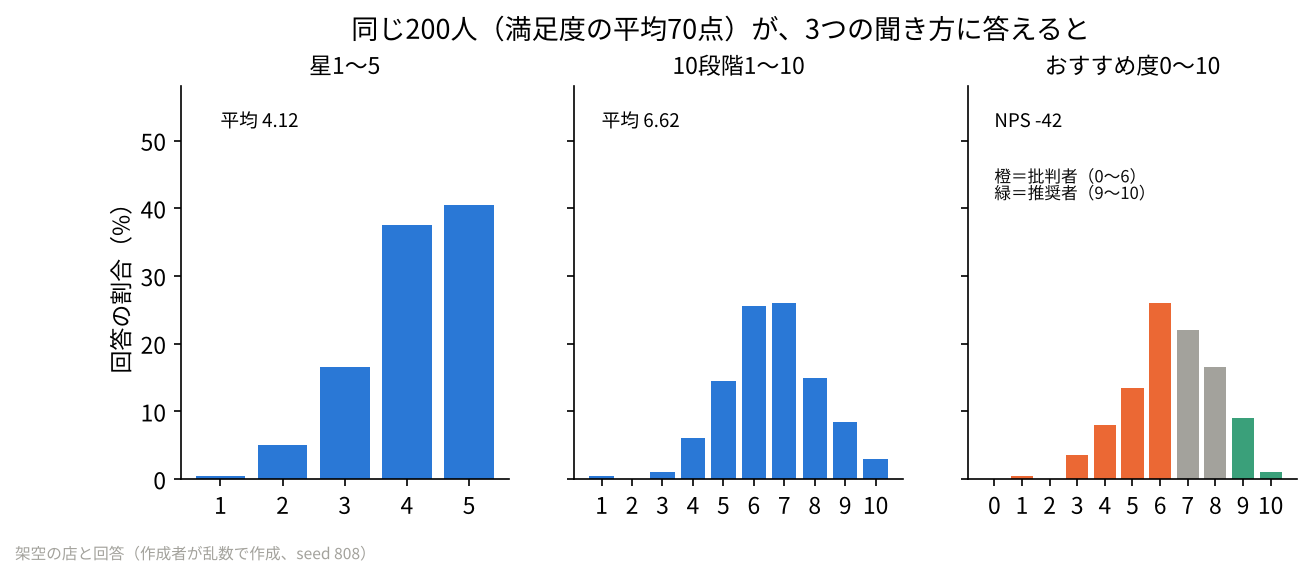 同じ200人（満足度の平均70点）が、3つの聞き方に答えると
星1〜5
平均 4.12
回答の割合（%）
50
40
30
20
10
0
1 2 3 4 5
10段階1〜10
平均 6.62
1 2 3 4 5 6 7 8 9 10
おすすめ度0〜10
NPS -42
橙＝批判者（0〜6）
緑＝推奨者（9〜10）
0 1 2 3 4 5 6 7 8 9 10
架空の店と回答（作成者が乱数で作成、seed 808）